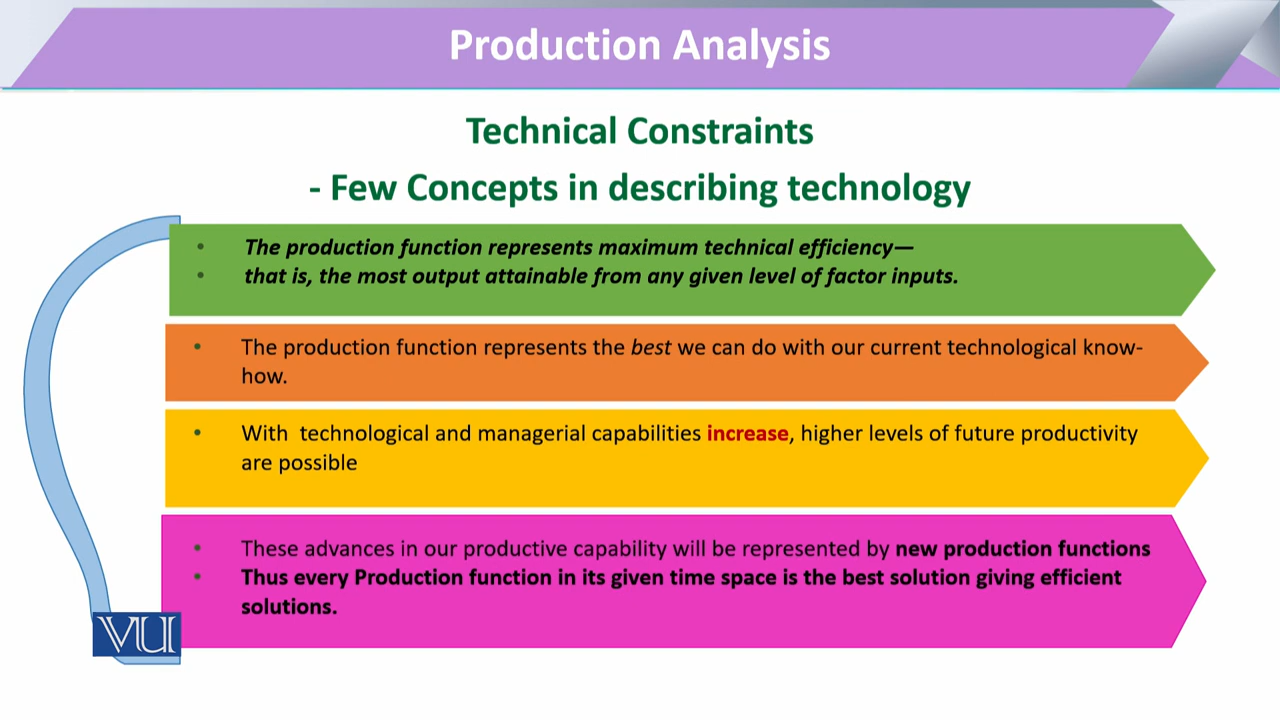 Production Analysis
Technical Constraints
- Few Concepts in describing technology
• The production function represents maximum technical efficiency—
• that is, the most output attainable from any given level of factor inputs.
• The production function represents the best we can do with our current technological know-
how.
• With  technological and managerial capabilities increase, higher levels of future productivity
are possible
• These advances in our productive capability will be represented by new production functions
• Thus every Production function in its given time space is the best solution giving efficient
solutions.
VU